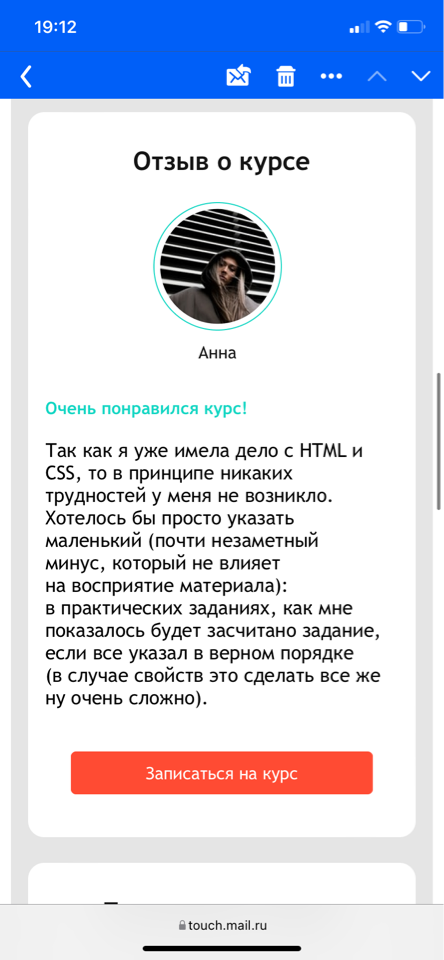 19:12
Отзыв о курсе
Анна
Очень понравился курс!
Так как я уже имела дело с HTML и
CSS, то в принципе никаких
трудностей у меня не возникло.
Хотелось бы просто указать
маленький (почти незаметный
минус, который не влияет
на восприятие материала):
в практических заданиях, как мне
показалось будет засчитано задание,
если все указал в верном порядке
(в случае свойств это сделать все же
ну очень сложно).
Записаться на курс
touch.mail.ru